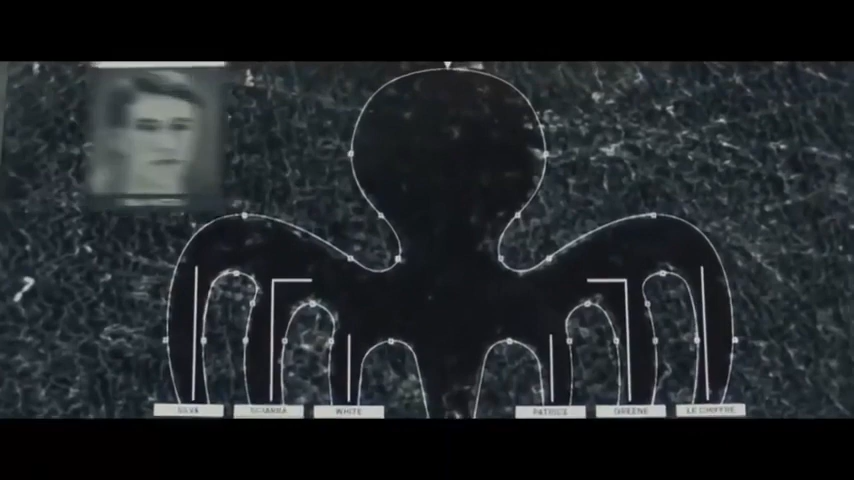 SILVA
SCIARRA
WHITE
PATRICE
GREENE
LE CHIFFRE